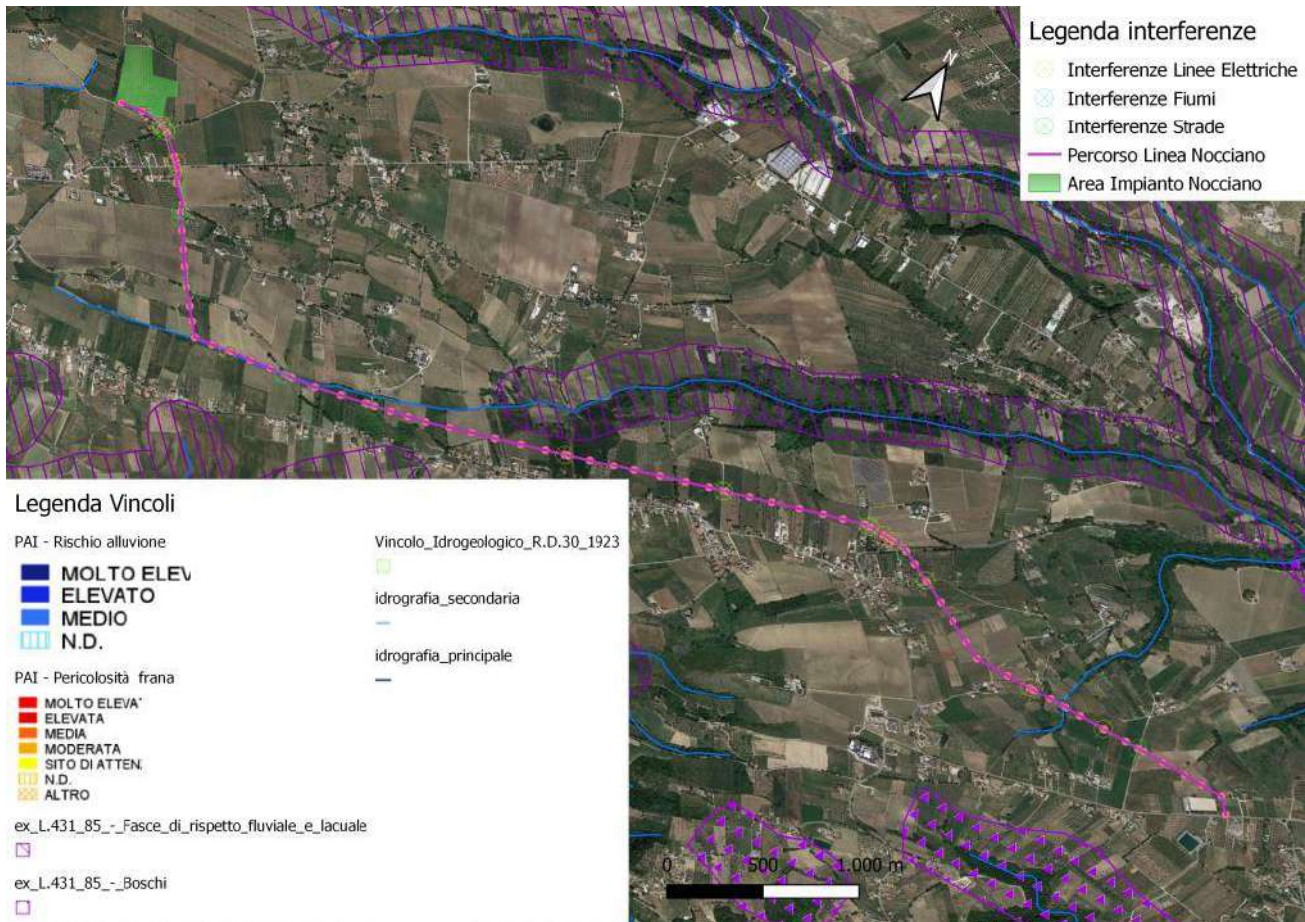 Legenda interferenze
Interferenze Linee Elettriche
Interferenze Fiumi
Interferenze Strade
Percorso Linea Nocciano
Area Impianto Nocciano
N
Legenda Vincoli
PAI - Rischio alluvione
MOLTO ELEV
ELEVATO
MEDIO
N.D.
PAI - Pericolosità frana
MOLTO ELEVA
ELEVATA
MEDIA
MODERATA
SITO DI ATTEN
N.D.
ALTRO
ex_L.431_85_-_Fasce_di_rispetto_fluviale_e_lacuale
ex_L.431_85_-_Boschi
Vincolo_Idrogeologico_R.D.30_1923
idrografia_secondaria
idrografia_principale
0 500 1.000 m